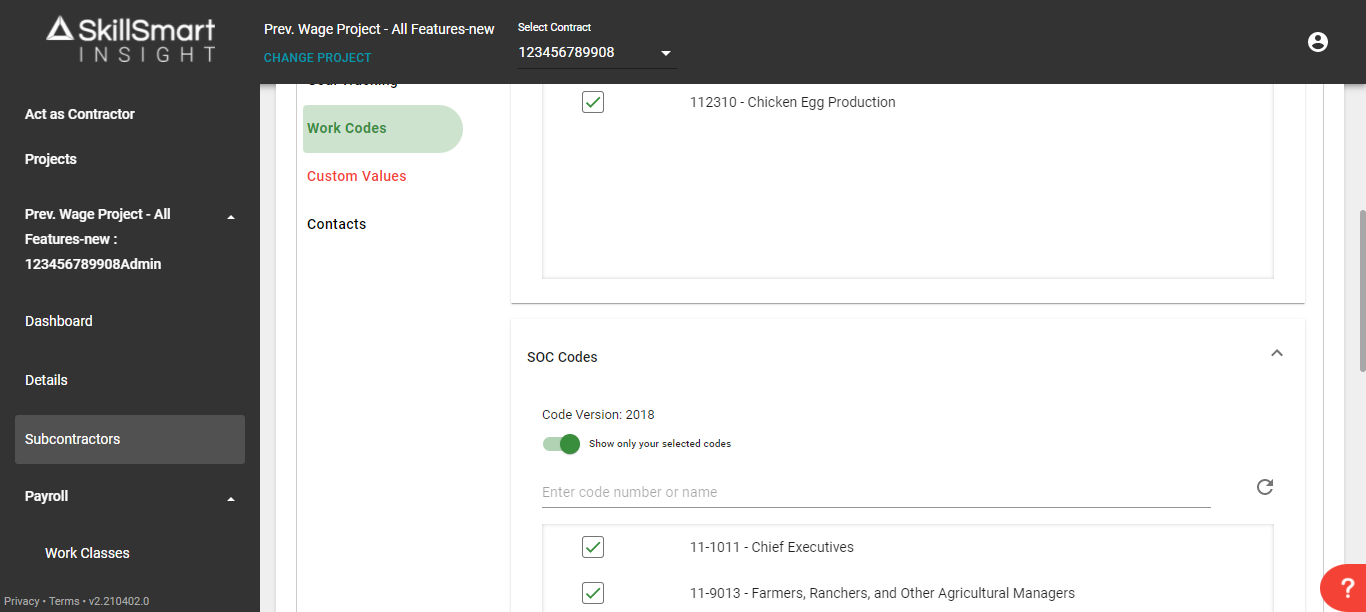 SkillSmart
INSIGHT
Prev. Wage Project - All Features-new
CHANGE PROJECT
Select Contract
123456789908
Act as Contractor
Projects
Prev. Wage Project - All
Features-new :
123456789908Admin
Dashboard
Details
Subcontractors
Payroll
Work Classes
Privacy • Terms • v2.210402.0
Work Codes
Custom Values
Contacts
112310 - Chicken Egg Production
SOC Codes
Code Version: 2018
Show only your selected codes
Enter code number or name
11-1011 - Chief Executives
11-9013 - Farmers, Ranchers, and Other Agricultural Managers
?